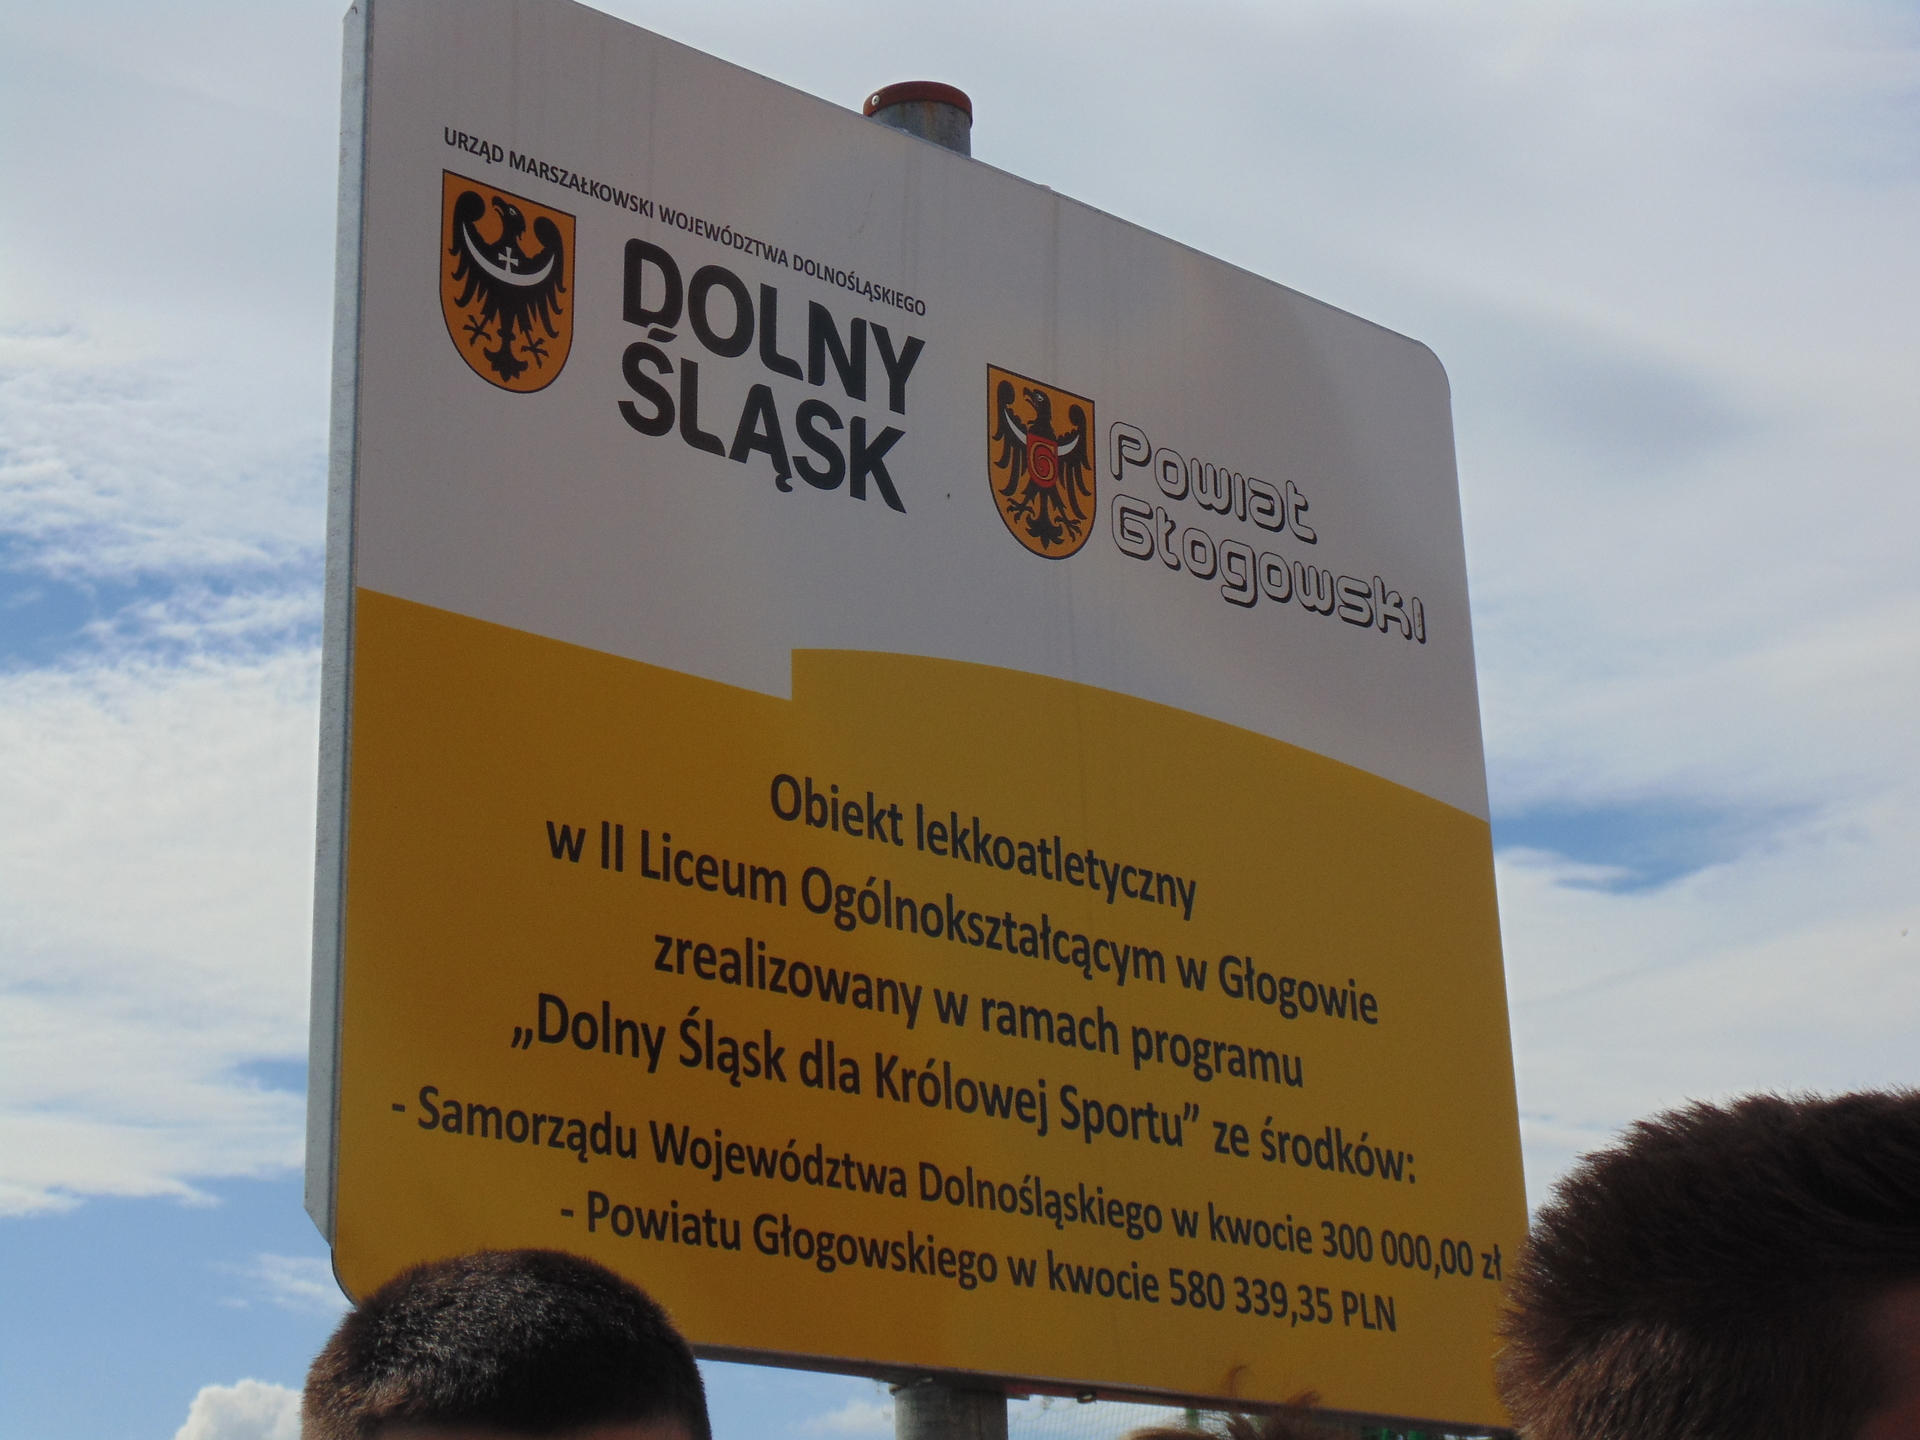 URZĄD MARSZAŁKOWSKI WOJEWÓDZTWA DOLNOŚLĄSKIEGO
DOLNY
ŚLĄSK
G
Powiat
Głogowski
Obiekt lekkoatletyczny
w II Liceum Ogólnokształcącym w Głogowie
zrealizowany w ramach programu
„Dolny Śląsk dla Królowej Sportu” ze środków:
- Samorządu Województwa Dolnośląskiego w kwocie 300 000,00 zł
- Powiatu Głogowskiego w kwocie 580 339,35 PLN